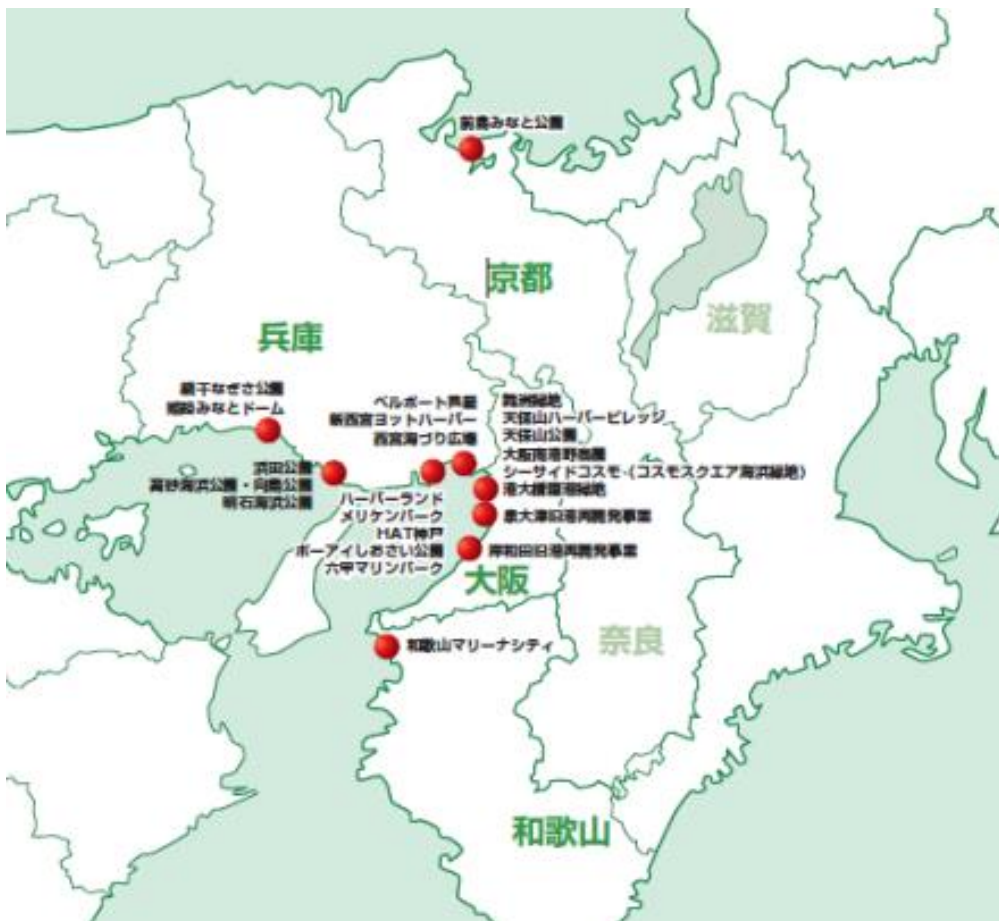 前島みなと公園
京都
滋賀
兵庫
網干なぎさ公園
姫路みなとドーム
ベルポート芦屋
新西宮ヨットハーバー
西宮海づり広場
舞洲緑地
天保山ハーバービレッジ
天保山公園
大阪南港野鳥園
シーサイドコスモ・(コスモスクエア海浜緑地)
浜田公園
高砂海浜公園・向島公園
明石海浜公園
ハーバーランド
メリケンパーク
HAT神戸
ポーアイしおさい公園
六甲マリンパーク
泉大津旧港再開発事業
岸和田旧港再開発事業
大阪
奈良
和歌山マリーナシティ
和歌山